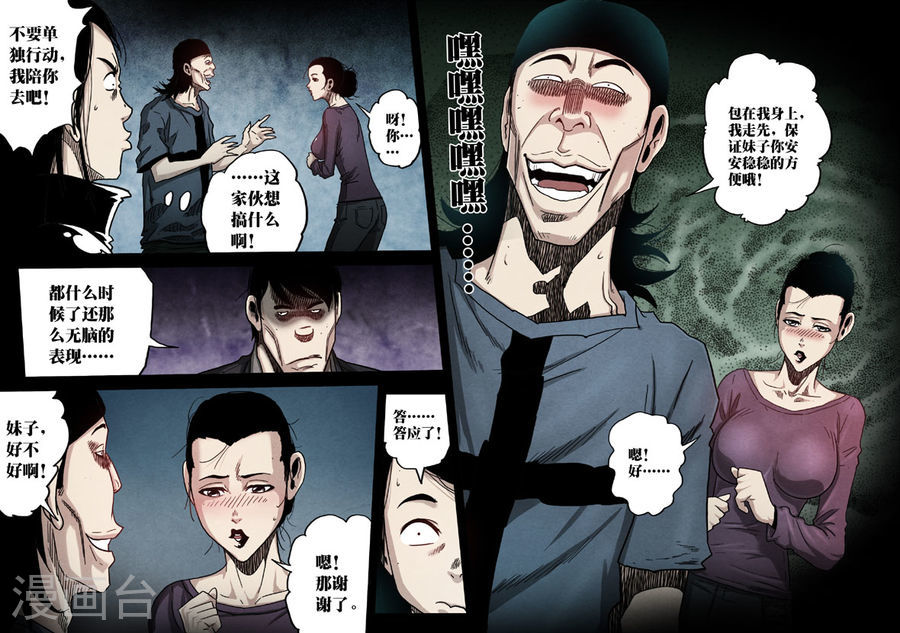 不要单
独行动，
我陪你
去吧！
呀！
你……
……
……这
家伙想
搞什么
啊！
都什么时
候了还那
么无脑的
表现……
妹子，
好不
好啊！
嗯！
那谢
谢了。
答……
答应了！
嘿嘿嘿嘿嘿……
包在我身上，
我走先，保
证妹子你安
安稳稳的方
便哦！
嗯！
好……
漫画台